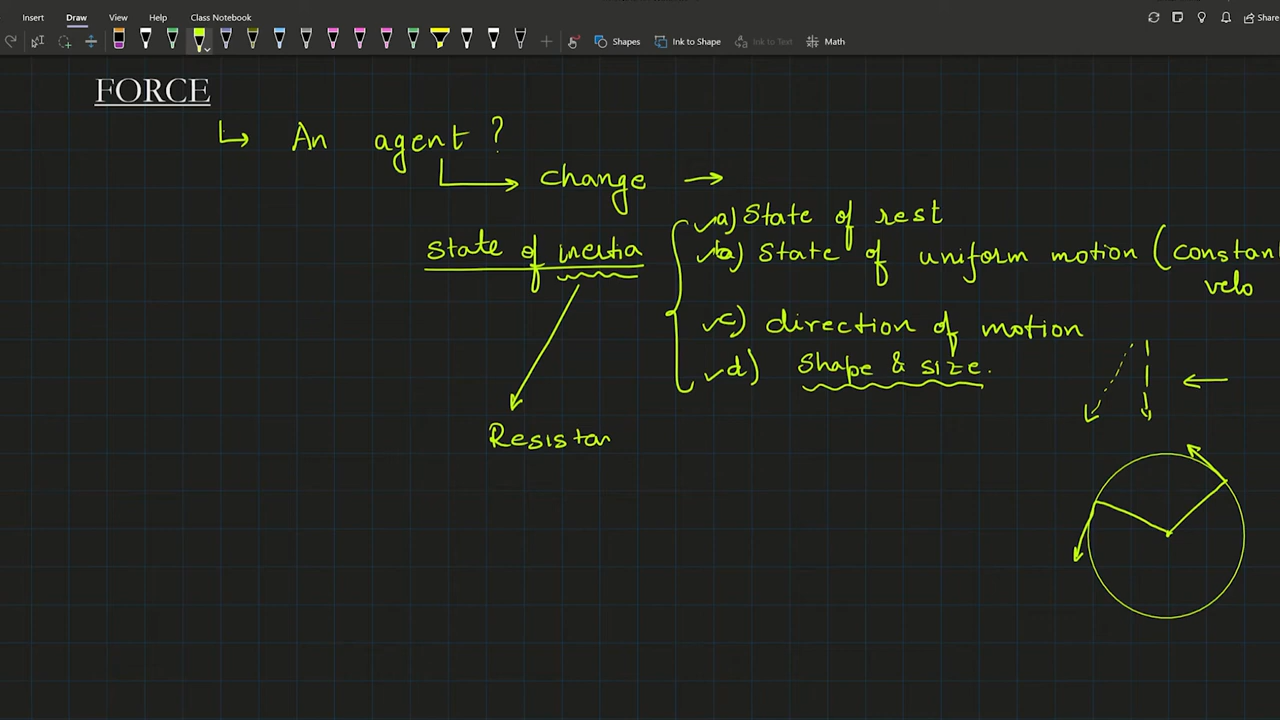 Insert Draw View Help Class Notebook Share
Shapes Ink to Shape Ink to Text Math
FORCE
An agent ?
change
a) State of rest
State of inertia
b) State of uniform motion (constan
velo
c) direction of motion
d) Shape & size.
Resistan